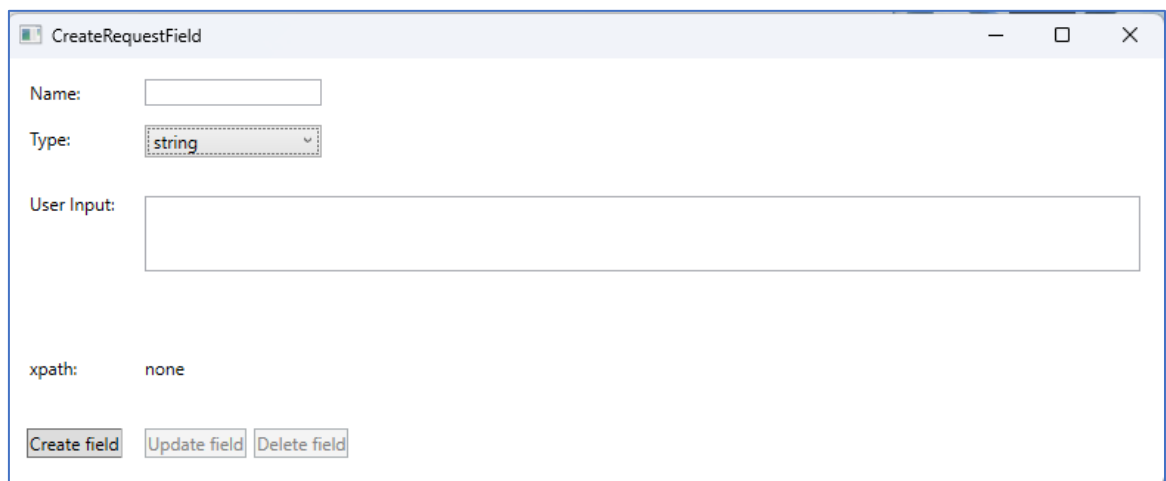 CreateRequestField
Name:
Type: string
User Input:
xpath: none
Create field Update field Delete field